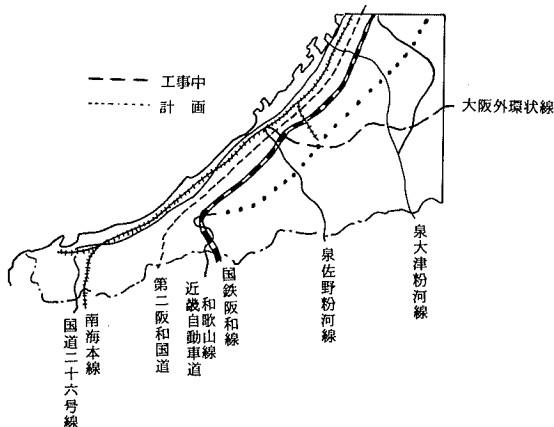 工事中
計画
大阪外環状線
泉大津粉河線
泉佐野粉河線
国鉄阪和線
近畿自動車道
和歌山線
第二阪和国道
南海本線
国道二十六号線